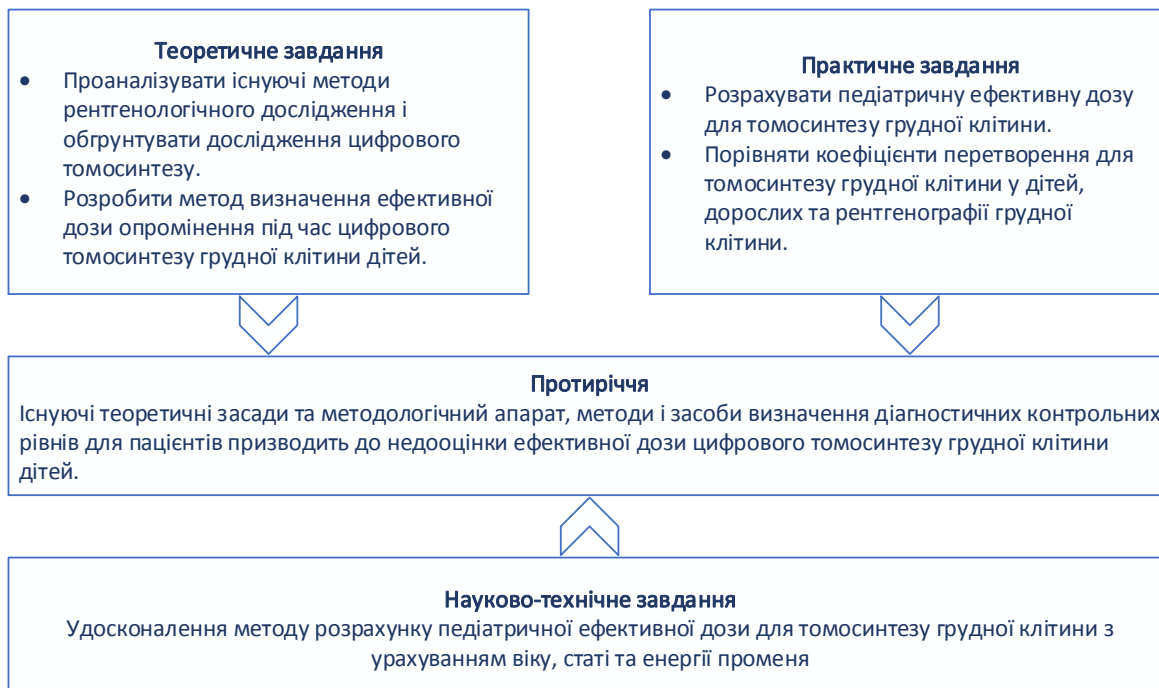 Теоретичне завдання
• Проаналізувати існуючі методи
рентгенологічного дослідження і
обгрунтувати дослідження цифрового
томосинтезу.
• Розробити метод визначення ефективної
дози опромінення під час цифрового
томосинтезу грудної клітини дітей.
Практичне завдання
• Розрахувати педіатричну ефективну дозу
для томосинтезу грудної клітини.
• Порівняти коефіцієнти перетворення для
томосинтезу грудної клітини у дітей,
дорослих та рентгенографії грудної
клітини.
Протиріччя
Існуючі теоретичні засади та методологічний апарат, методи і засоби визначення діагностичних контрольних
рівнів для пацієнтів призводить до недооцінки ефективної дози цифрового томосинтезу грудної клітини
дітей.
Науково-технічне завдання
Удосконалення методу розрахунку педіатричної ефективної дози для томосинтезу грудної клітини з
урахуванням віку, статі та енергії променя